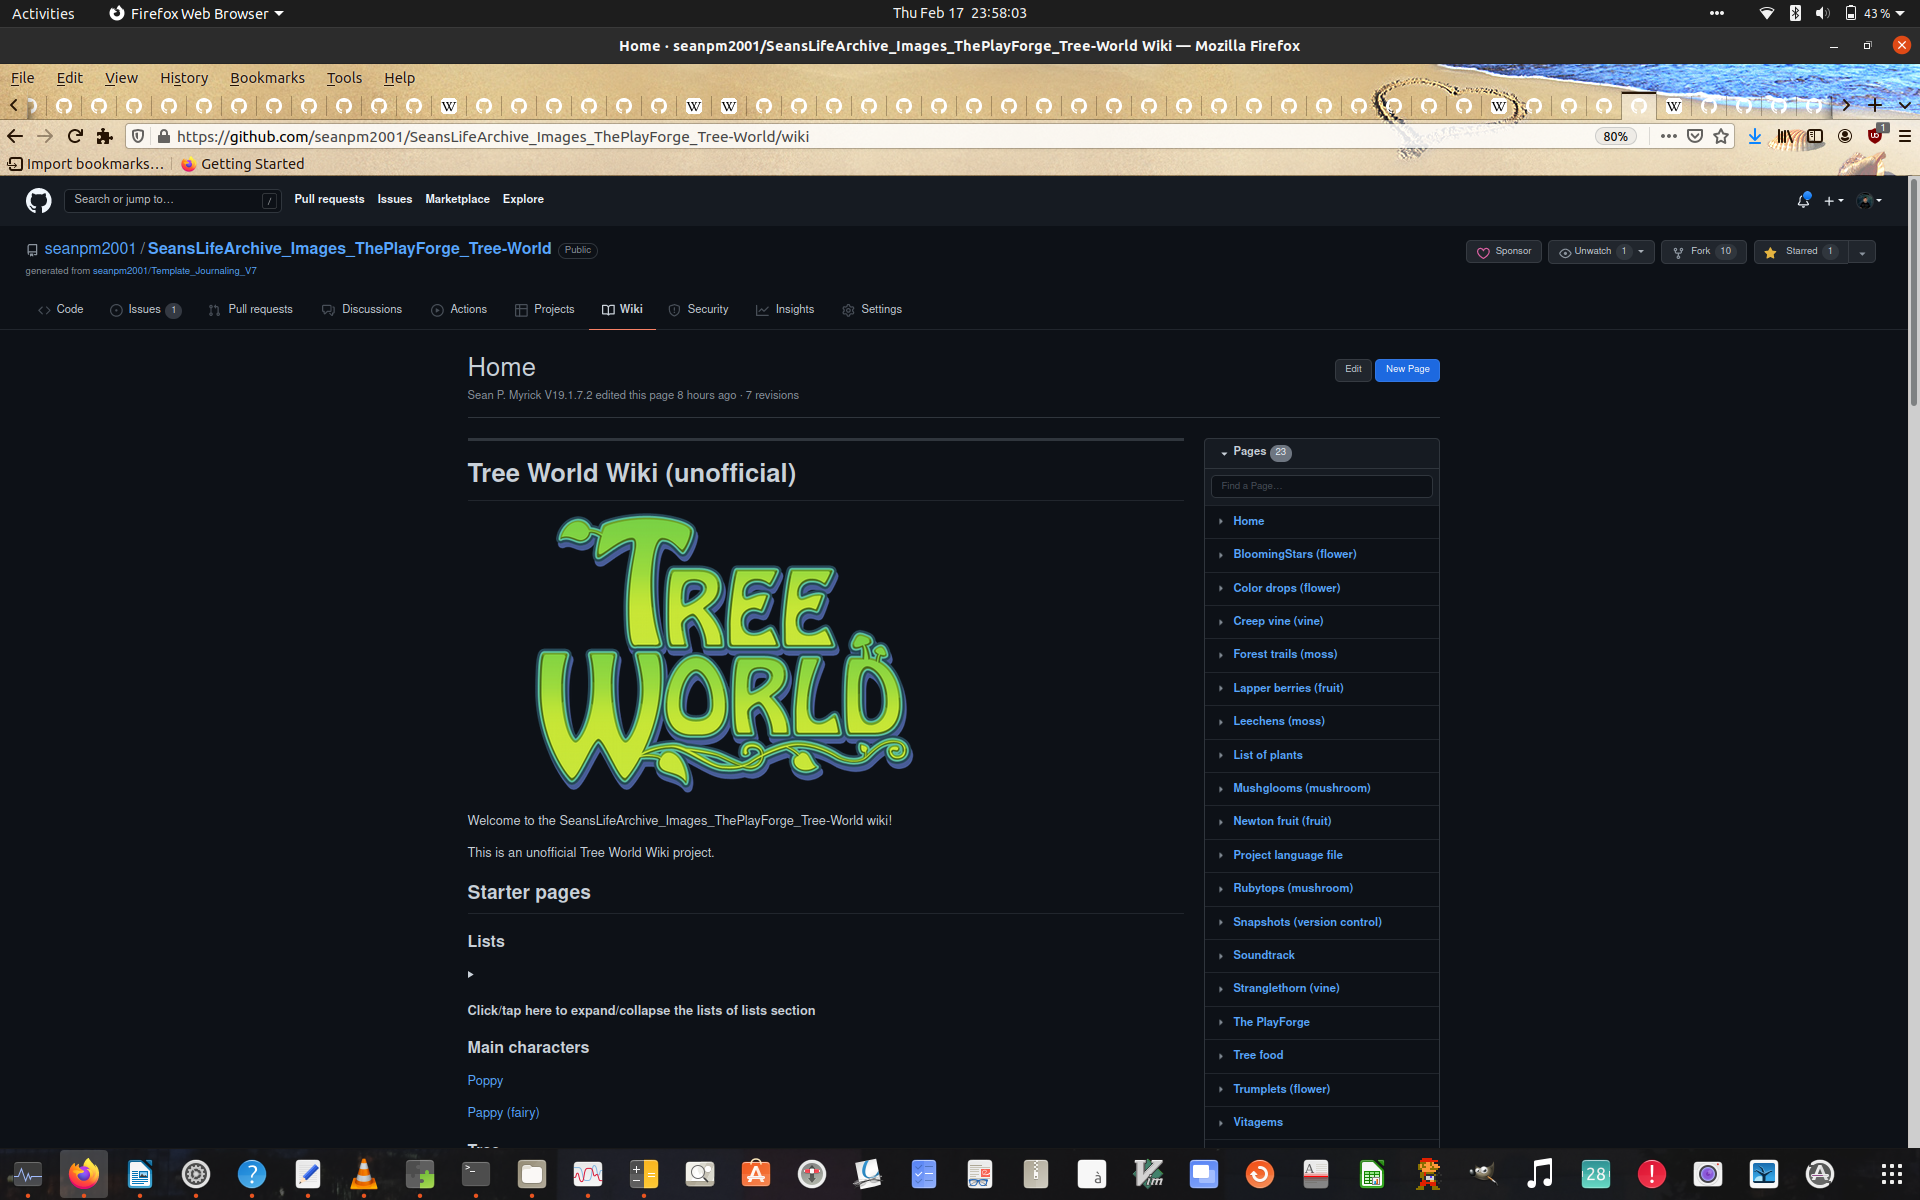 Activities
Firefox Web Browser
Thu Feb 17 23:58:03
43 %
Home · seanpm2001/SeansLifeArchive_Images_ThePlayForge_Tree-World Wiki — Mozilla Firefox
File Edit View History Bookmarks Tools Help
https://github.com/seanpm2001/SeansLifeArchive_Images_ThePlayForge_Tree-World/wiki
80%
1
Import bookmarks… Getting Started
Search or jump to… /
Pull requests Issues Marketplace Explore
seanpm2001 / SeansLifeArchive_Images_ThePlayForge_Tree-World Public
generated from seanpm2001/Template_Journaling_V7
Sponsor Unwatch 1 Fork 10 Starred 1
Code Issues 1 Pull requests Discussions Actions Projects Wiki Security Insights Settings
Home
Edit New Page
Sean P. Myrick V19.1.7.2 edited this page 8 hours ago · 7 revisions
Tree World Wiki (unofficial)
TREE
WORLD
Welcome to the SeansLifeArchive_Images_ThePlayForge_Tree-World wiki!
This is an unofficial Tree World Wiki project.
Starter pages
Lists
Click/tap here to expand/collapse the lists of lists section
Main characters
Poppy
Pappy (fairy)
Pages 23
Find a Page…
Home
BloomingStars (flower)
Color drops (flower)
Creep vine (vine)
Forest trails (moss)
Lapper berries (fruit)
Leechens (moss)
List of plants
Mushglooms (mushroom)
Newton fruit (fruit)
Project language file
Rubytops (mushroom)
Snapshots (version control)
Soundtrack
Stranglethorn (vine)
The PlayForge
Tree food
Trumplets (flower)
Vitagems
28